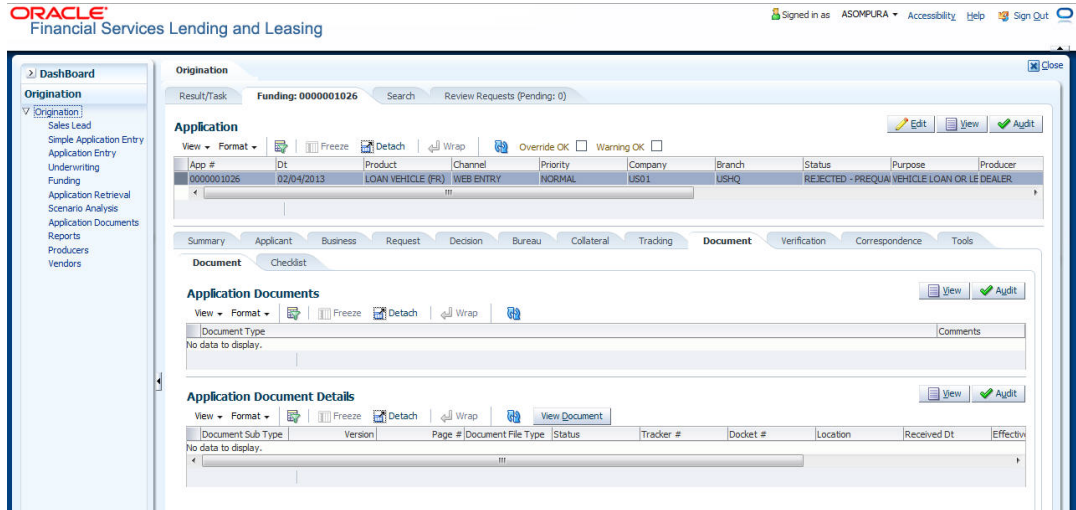 ORACLE®
Financial Services Lending and Leasing
Signed in as ASOMPURA Accessibility Help Sign Out
Close
DashBoard
Origination
Origination
Sales Lead
Simple Application Entry
Application Entry
Underwriting
Funding
Application Retrieval
Scenario Analysis
Application Documents
Reports
Producers
Vendors
Origination
Result/Task Funding: 0000001026 Search Review Requests (Pending: 0)
Application Edit View Audit
View Format Freeze Detach Wrap Override OK Warning OK
App # Dt Product Channel Priority Company Branch Status Purpose Producer
0000001026 02/04/2013 LOAN VEHICLE (FR) WEB ENTRY NORMAL US01 USHQ REJECTED - PREQUA VEHICLE LOAN OR LE DEALER
Summary Applicant Business Request Decision Bureau Collateral Tracking Document Verification Correspondence Tools
Document Checklist
Application Documents View Audit
View Format Freeze Detach Wrap
Document Type Comments
No data to display.
Application Document Details View Audit
View Format Freeze Detach Wrap View Document
Document Sub Type Version Page # Document File Type Status Tracker # Docket # Location Received Dt Effectiv
No data to display.